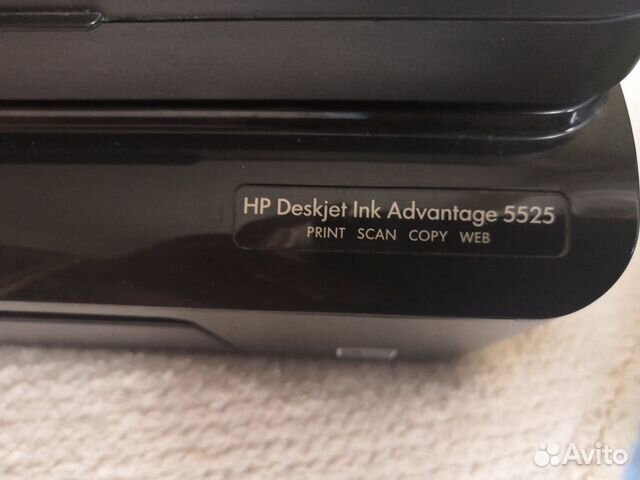 HP Deskjet Ink Advantage 5525
PRINT SCAN COPY WEB
Avito